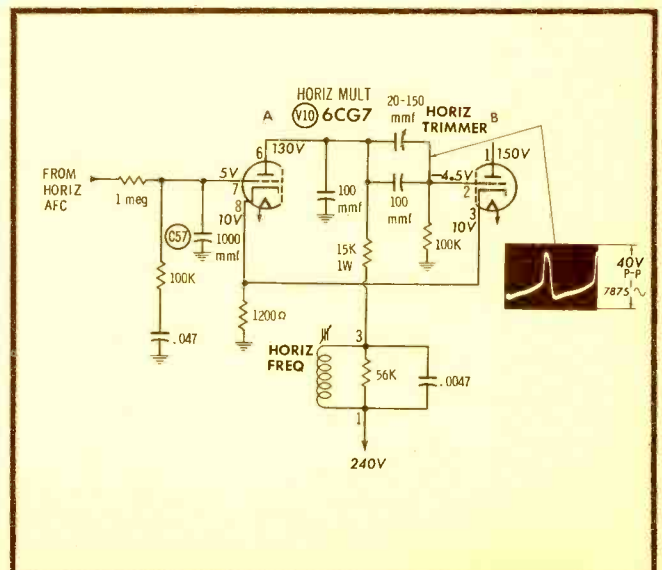 HORIZ MULT
A V10 6CG7
20-150
mmf
HORIZ
TRIMMER
B
6 130V
1 150V
FROM
HORIZ
AFC
1 meg
5V
7
8
10V
C57
1000
mmf
100
mmf
100
mmf
-4.5V
2
3
10V
100K
15K
1W
100K
40V
P-P
7875 ~
.047
1200Ω
HORIZ
FREQ
3
56K
.0047
1
240V